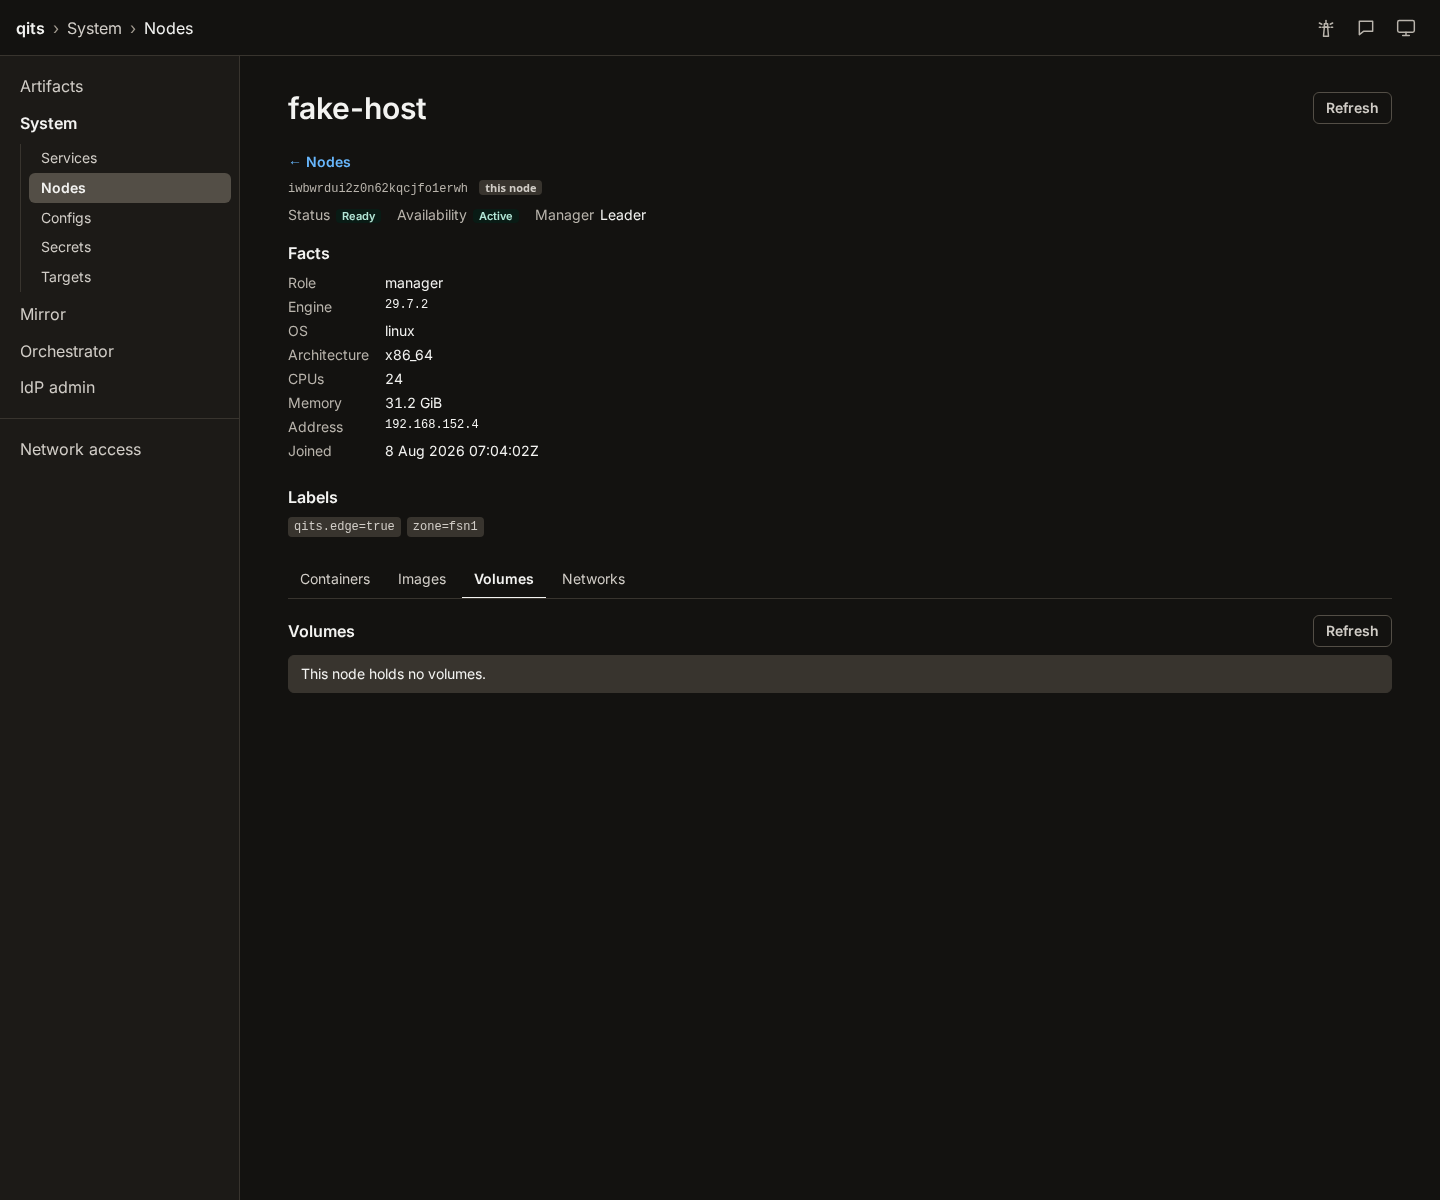 qits › System › Nodes
Artifacts
System
Services
Nodes
Configs
Secrets
Targets
Mirror
Orchestrator
IdP admin
Network access
fake-host
Refresh
← Nodes
iwbwrdui2z0n62kqcjfo1erwh this node
Status Ready Availability Active Manager Leader
Facts
Role manager
Engine 29.7.2
OS linux
Architecture x86_64
CPUs 24
Memory 31.2 GiB
Address 192.168.152.4
Joined 8 Aug 2026 07:04:02Z
Labels
qits.edge=true zone=fsn1
Containers Images Volumes Networks
Volumes
Refresh
This node holds no volumes.